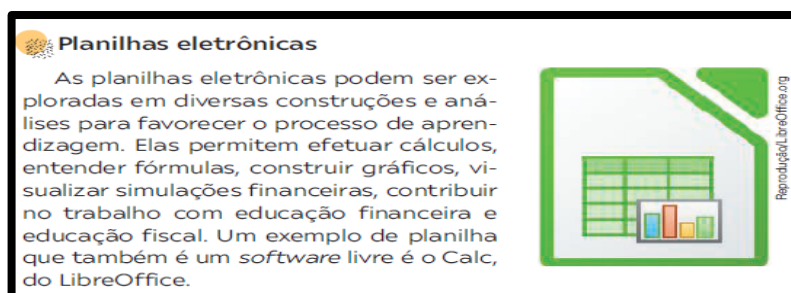 Planilhas eletrônicas
As planilhas eletrônicas podem ser ex-
ploradas em diversas construções e aná-
lises para favorecer o processo de apren-
dizagem. Elas permitem efetuar cálculos,
entender fórmulas, construir gráficos, vi-
sualizar simulações financeiras, contribuir
no trabalho com educação financeira e
educação fiscal. Um exemplo de planilha
que também é um software livre é o Calc,
do LibreOffice.
Reprodução/LibreOffice.org